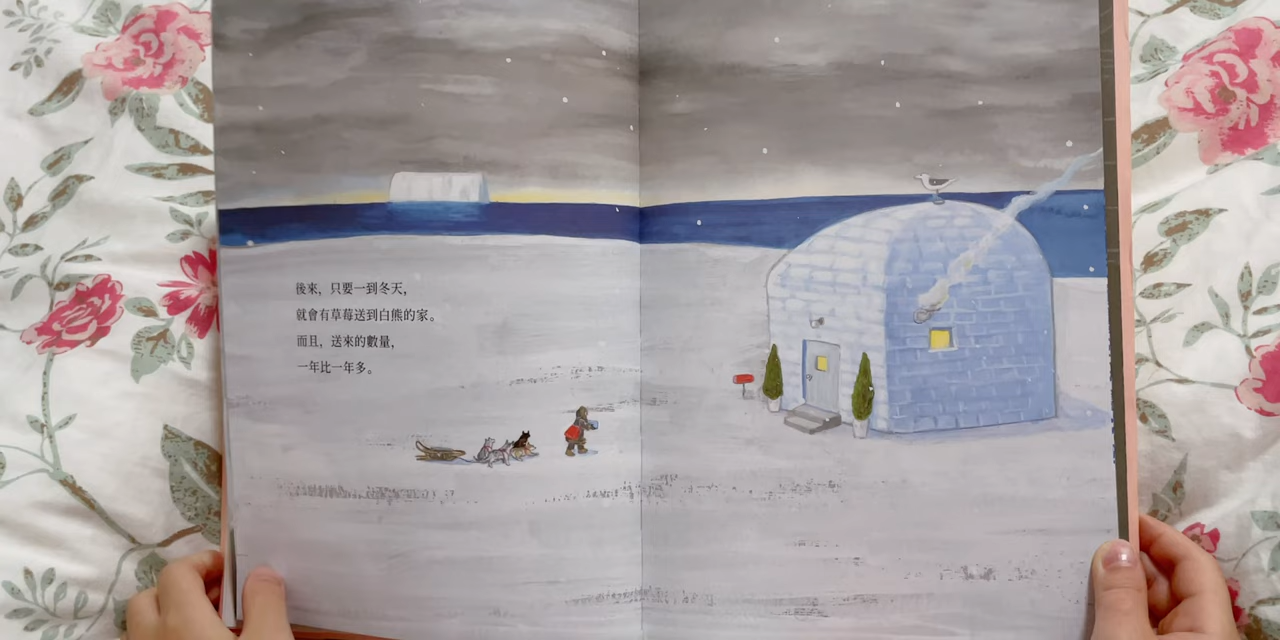 後來，只要一到冬天，
就會有草莓送到白熊的家。
而且，送來的數量，
一年比一年多。